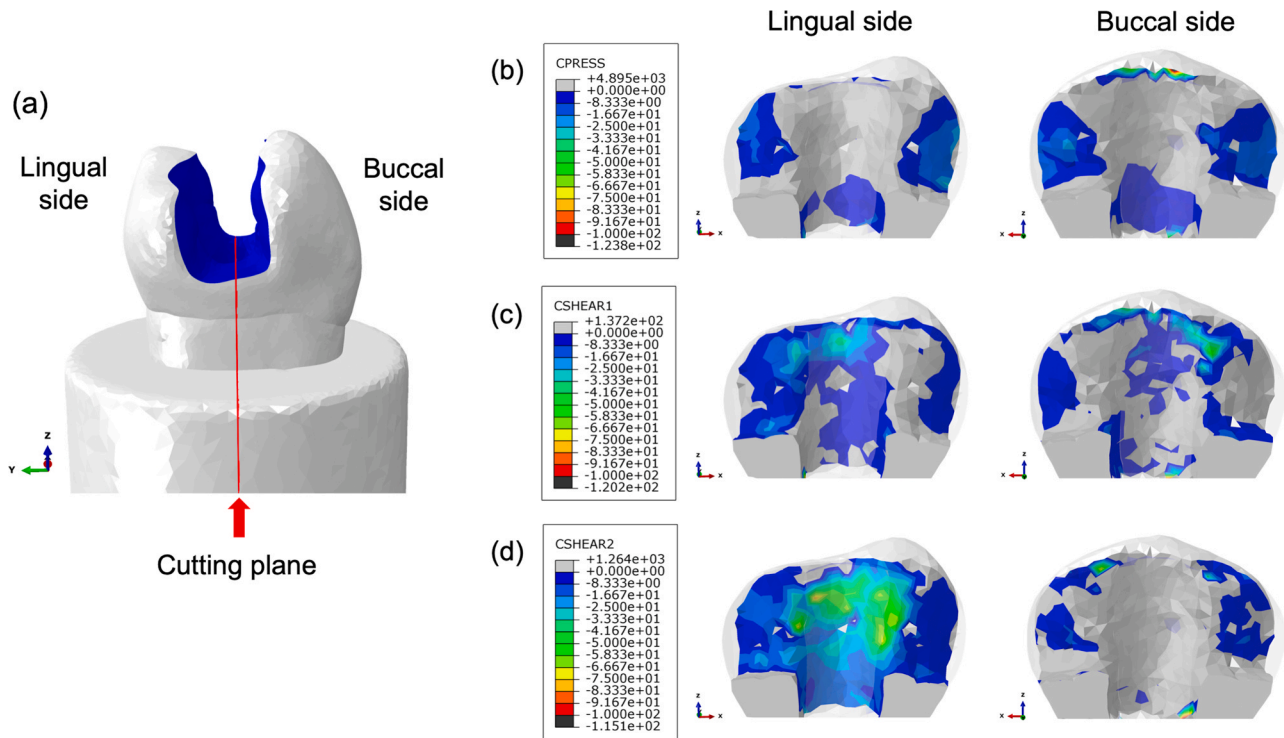 (a)
Lingual
side
Buccal
side
Z
Y
Cutting plane
Lingual side
Buccal side
(b)
CPRESS
+4.895e+03
+0.000e+00
-8.333e+00
-1.667e+01
-2.500e+01
-3.333e+01
-4.167e+01
-5.000e+01
-5.833e+01
-6.667e+01
-7.500e+01
-8.333e+01
-9.167e+01
-1.000e+02
-1.238e+02
z
x
z
x
(c)
CSHEAR1
+1.372e+02
+0.000e+00
-8.333e+00
-1.667e+01
-2.500e+01
-3.333e+01
-4.167e+01
-5.000e+01
-5.833e+01
-6.667e+01
-7.500e+01
-8.333e+01
-9.167e+01
-1.000e+02
-1.202e+02
z
x
z
x
(d)
CSHEAR2
+1.264e+03
+0.000e+00
-8.333e+00
-1.667e+01
-2.500e+01
-3.333e+01
-4.167e+01
-5.000e+01
-5.833e+01
-6.667e+01
-7.500e+01
-8.333e+01
-9.167e+01
-1.000e+02
-1.151e+02
z
x
z
x